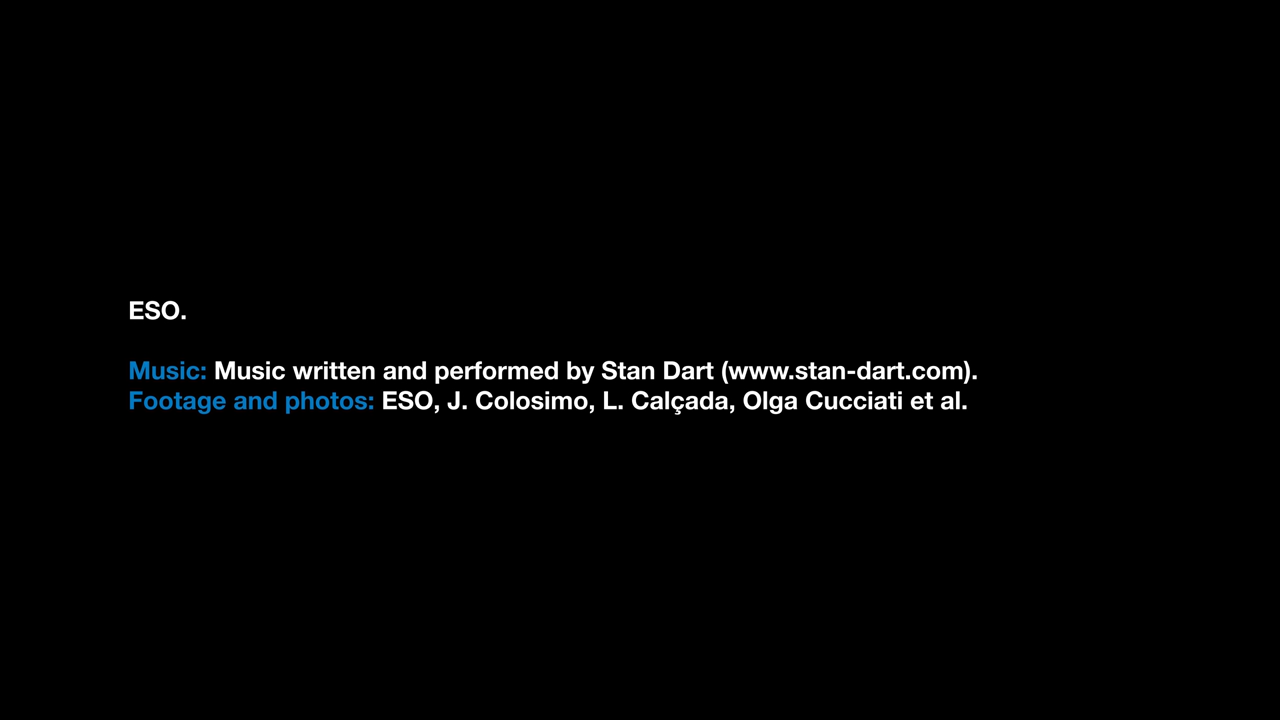 ESO.
Music: Music written and performed by Stan Dart (www.stan-dart.com).
Footage and photos: ESO, J. Colosimo, L. Calçada, Olga Cucciati et al.